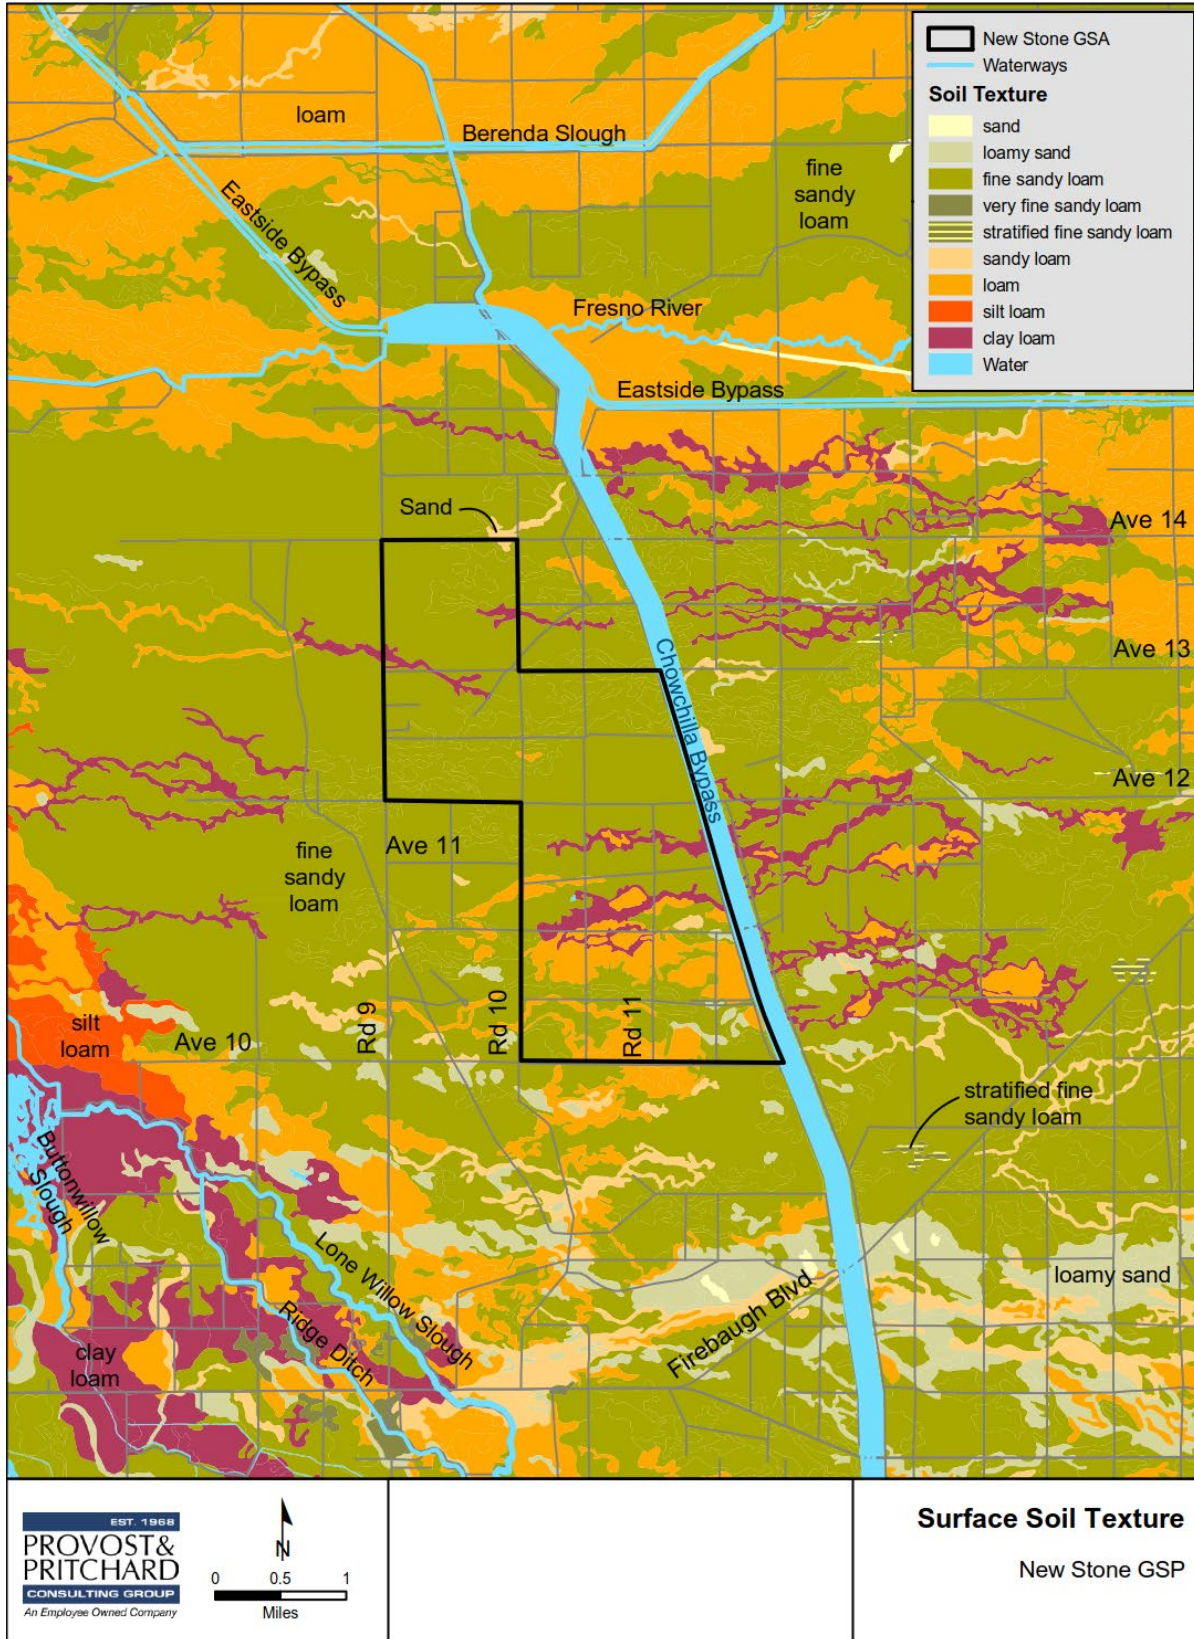 New Stone GSA
Waterways
Soil Texture
sand
loamy sand
fine sandy loam
very fine sandy loam
stratified fine sandy loam
sandy loam
loam
silt loam
clay loam
Water
loam
Berenda Slough
fine
sandy
loam
Eastside Bypass
Fresno River
Eastside Bypass
Sand
Ave 14
Ave 13
Chowchilla Bypass
Ave 12
Ave 11
fine
sandy
loam
Rd 9
Rd 10
Rd 11
silt
loam
Ave 10
stratified fine
sandy loam
Buttonwillow
Slough
Lone Willow Slough
loamy sand
Firebaugh Blvd
Ridge Ditch
clay
loam
EST. 1968
PROVOST&
PRITCHARD
CONSULTING GROUP
An Employee Owned Company
N
0 0.5 1
Miles
Surface Soil Texture
New Stone GSP